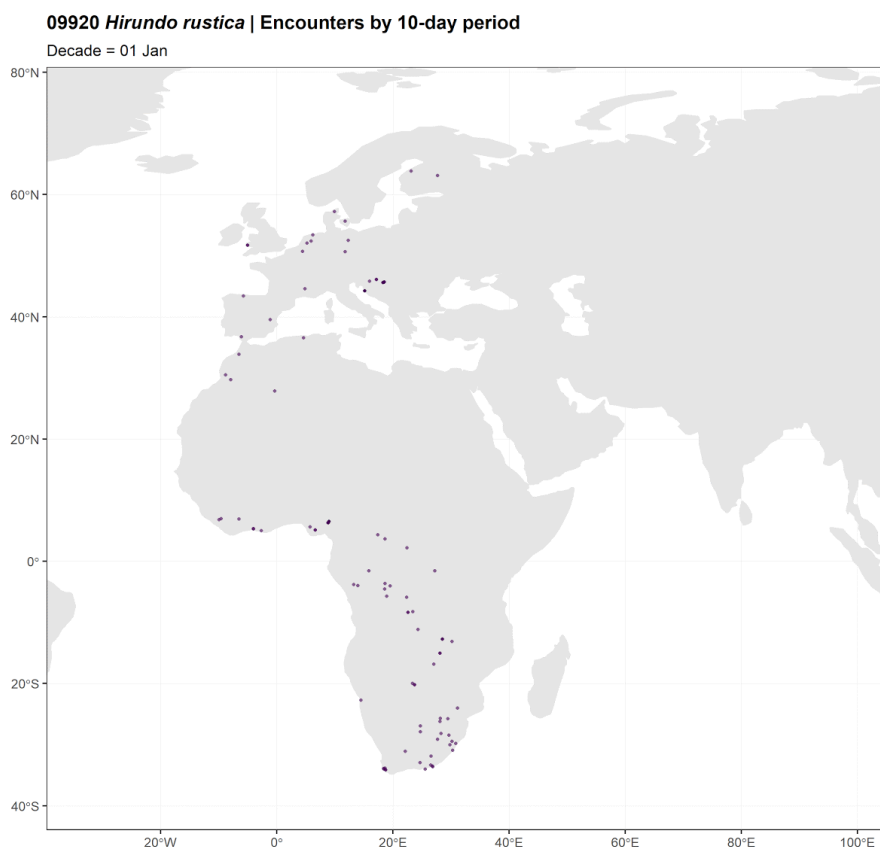 09920 Hirundo rustica | Encounters by 10-day period
Decade = 01 Jan
80°N
60°N
40°N
20°N
0°
20°S
40°S
20°W 0° 20°E 40°E 60°E 80°E 100°E